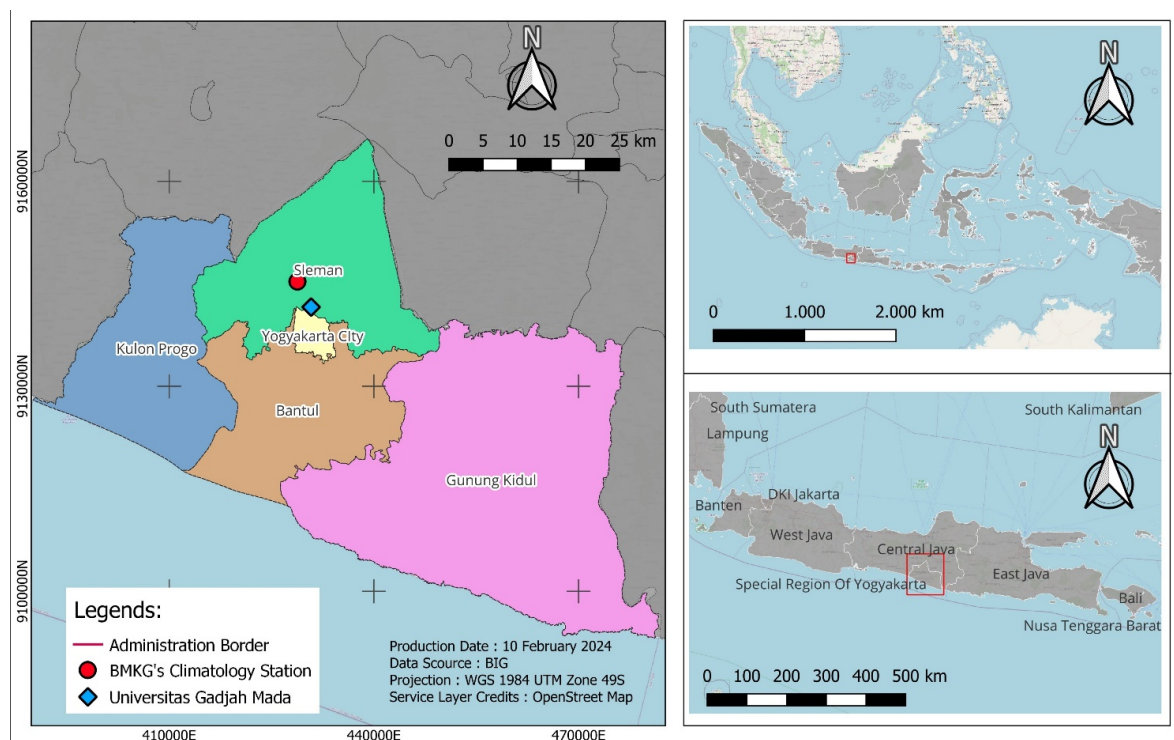 N
0 5 10 15 20 25 km
9160000N
9130000N
9100000N
Sleman
Yogyakarta CIty
Kulon Progo
Bantul
Gunung Kidul
Legends:
Administration Border
BMKG's Climatology Station
Universitas Gadjah Mada
Production Date : 10 February 2024
Data Scource : BIG
Projection : WGS 1984 UTM Zone 49S
Service Layer Credits : OpenStreet Map
410000E 440000E 470000E
N
0 1.000 2.000 km
South Sumatera
South Kalimantan
Lampung
N
DKI Jakarta
Banten
West Java
Central Java
Special Region Of Yogyakarta
East Java
Bali
Nusa Tenggara Barat
0 100 200 300 400 500 km